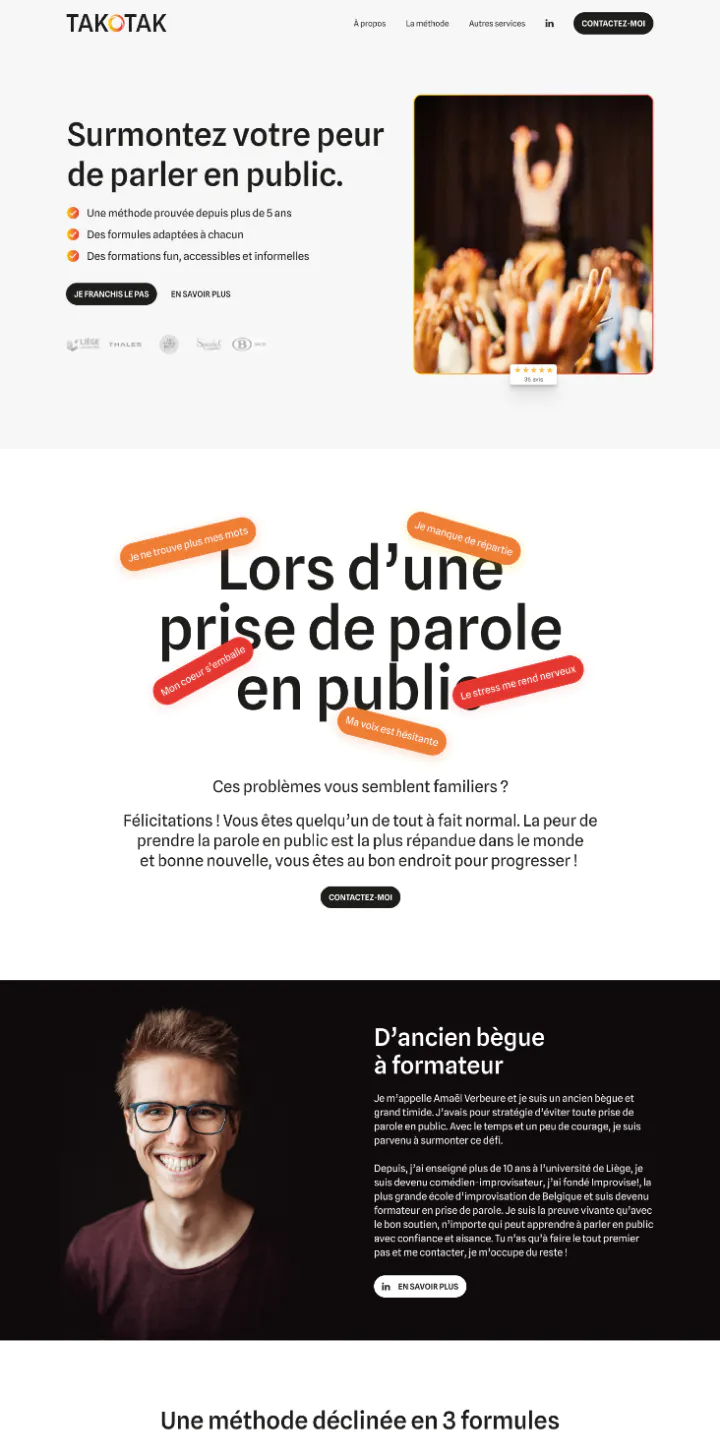 TAKOTAK
À propos
La méthode
Autres services
in
CONTACTEZ-MOI
Surmontez votre peur
de parler en public.
Une méthode prouvée depuis plus de 5 ans
Des formules adaptées à chacun
Des formations fun, accessibles et informelles
JE FRANCHIS LE PAS
EN SAVOIR PLUS
LIÈGE
THALES
B
35 avis
Je ne trouve plus mes mots
Je manque de répartie
Lors d’une
prise de parole
Mon coeur s’emballe
en public
Le stress me rend nerveux
Ma voix est hésitante
Ces problèmes vous semblent familiers ?
Félicitations ! Vous êtes quelqu’un de tout à fait normal. La peur de
prendre la parole en public est la plus répandue dans le monde
et bonne nouvelle, vous êtes au bon endroit pour progresser !
CONTACTEZ-MOI
D’ancien bègue
à formateur
Je m’appelle Amaël Verbeure et je suis un ancien bègue et
grand timide. J’avais pour stratégie d’éviter toute prise de
parole en public. Avec le temps et un peu de courage, je suis
parvenu à surmonter ce défi.
Depuis, j’ai enseigné plus de 10 ans à l’université de Liège, je
suis devenu comédien-improvisateur, j’ai fondé Improvise!, la
plus grande école d’improvisation de Belgique et suis devenu
formateur en prise de parole. Je suis la preuve vivante qu’avec
le bon soutien, n’importe qui peut apprendre à parler en public
avec confiance et aisance. Tu n’as qu’à faire le tout premier
pas et me contacter, je m’occupe du reste !
in EN SAVOIR PLUS
Une méthode déclinée en 3 formules